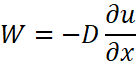 W = −D ∂u/∂x